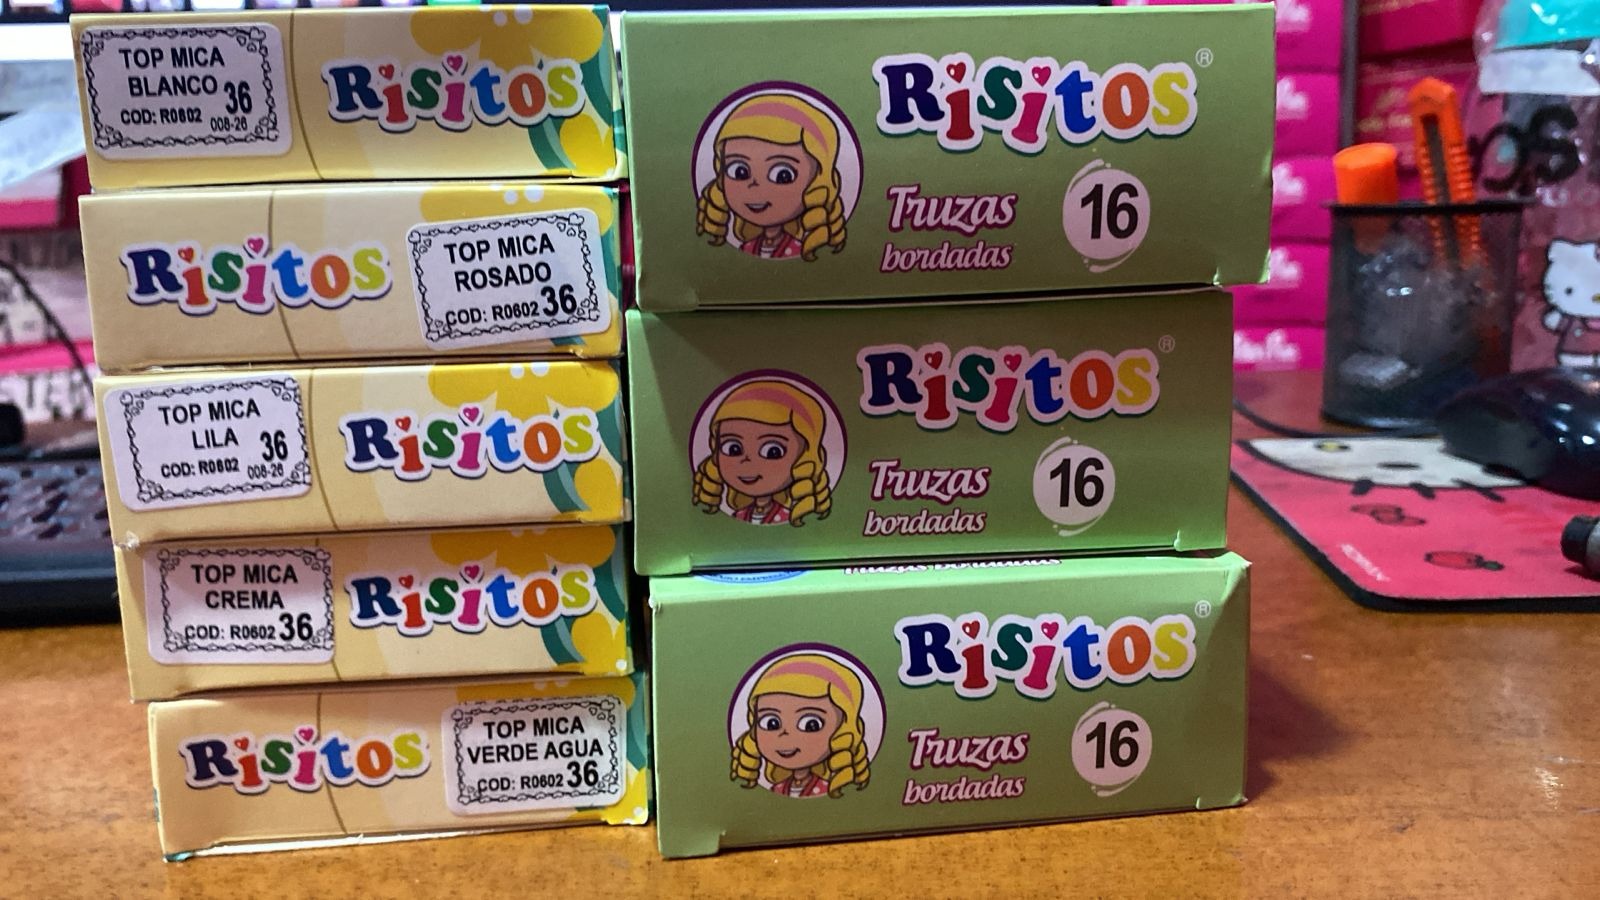 TOP MICA
BLANCO 36
COD: R0602 008-26
Risitos
Risitos
TOP MICA
ROSADO
COD: R0602 36
TOP MICA
LILA 36
COD: R0602 008-26
Risitos
TOP MICA
CREMA
COD: R0602 36
Risitos
Risitos
TOP MICA
VERDE AGUA
COD: R0602 36
Risitos ®
Truzas
bordadas
16
Risitos ®
Truzas
bordadas
16
Truzas bordadas
Risitos ®
Truzas
bordadas
16